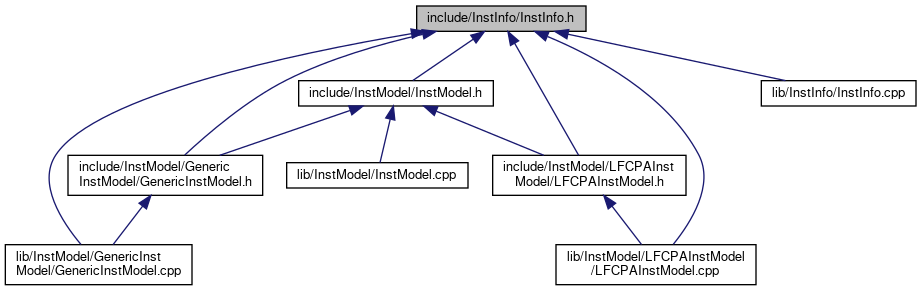 include/InstInfo/InstInfo.h
include/InstModel/InstModel.h
lib/InstInfo/InstInfo.cpp
include/InstModel/Generic
InstModel/GenericInstModel.h
lib/InstModel/InstModel.cpp
include/InstModel/LFCPAInst
Model/LFCPAInstModel.h
lib/InstModel/GenericInst
Model/GenericInstModel.cpp
lib/InstModel/LFCPAInstModel
/LFCPAInstModel.cpp